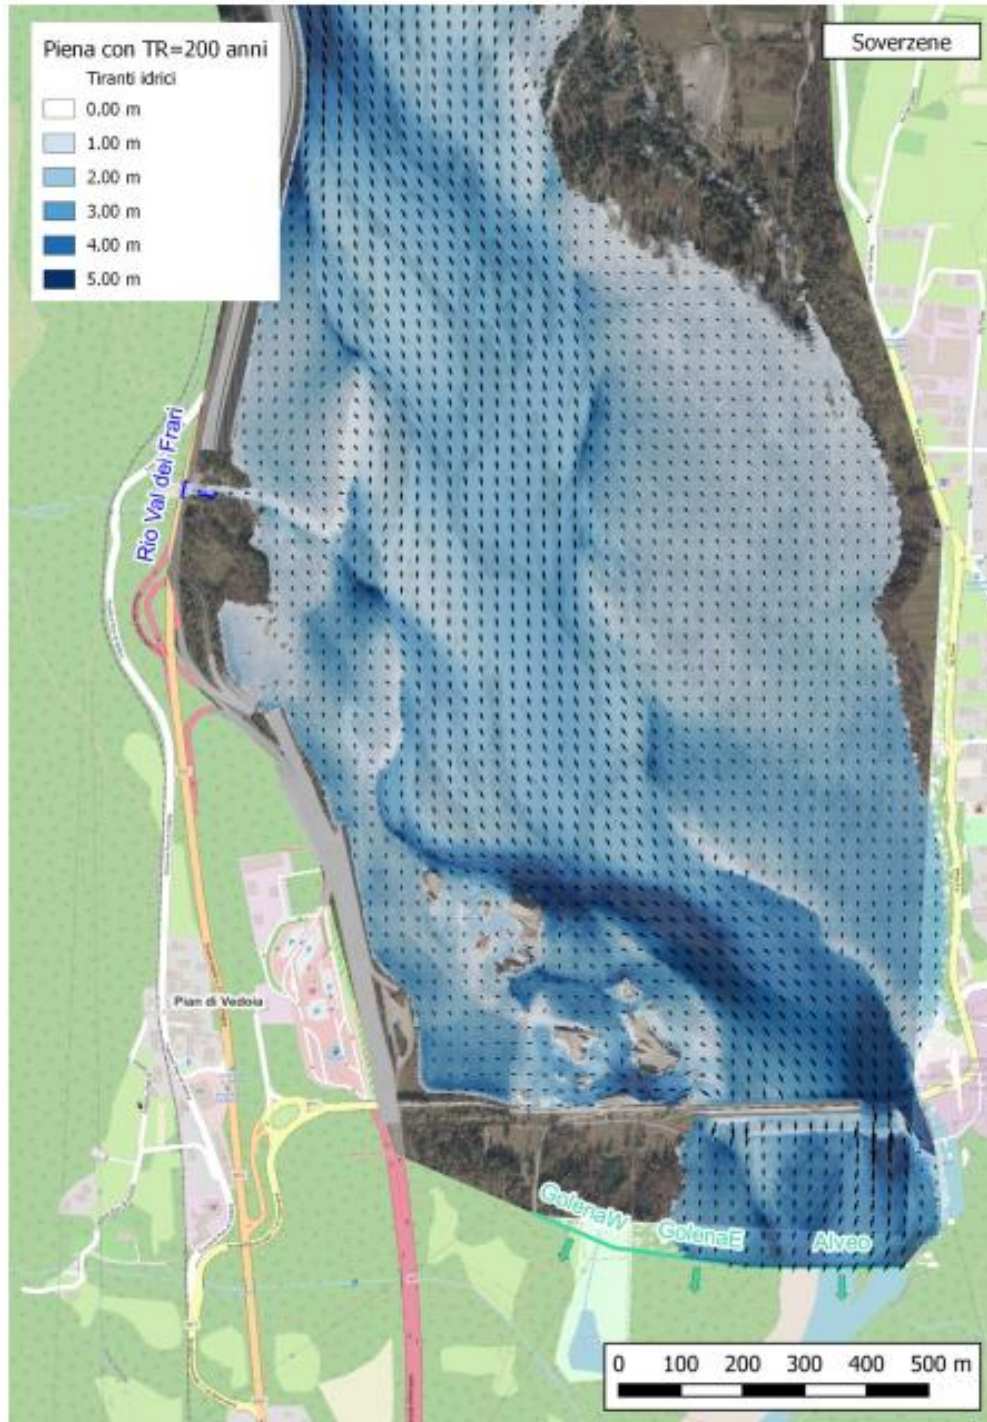 Piena con TR=200 anni
Tiranti idrici
0.00 m
1.00 m
2.00 m
3.00 m
4.00 m
5.00 m
Soverzene
Rio Val dei Frari
Pian di Vedoia
GolenaW
GolenaE
Alveo
0 100 200 300 400 500 m